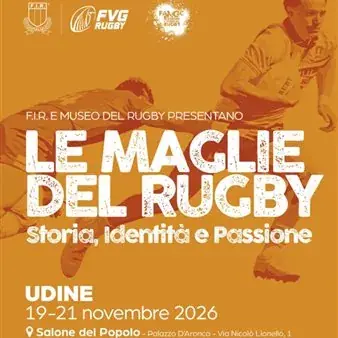 F.I.R.
FVG
RUGBY
F.I.R. E MUSEO DEL RUGBY PRESENTANO
LE MAGLIE
DEL RUGBY
Storia, Identità e Passione
UDINE
19-21 novembre 2026
Salone del Popolo - Palazzo D'Aronco - Via Nicolò Lionello, 1